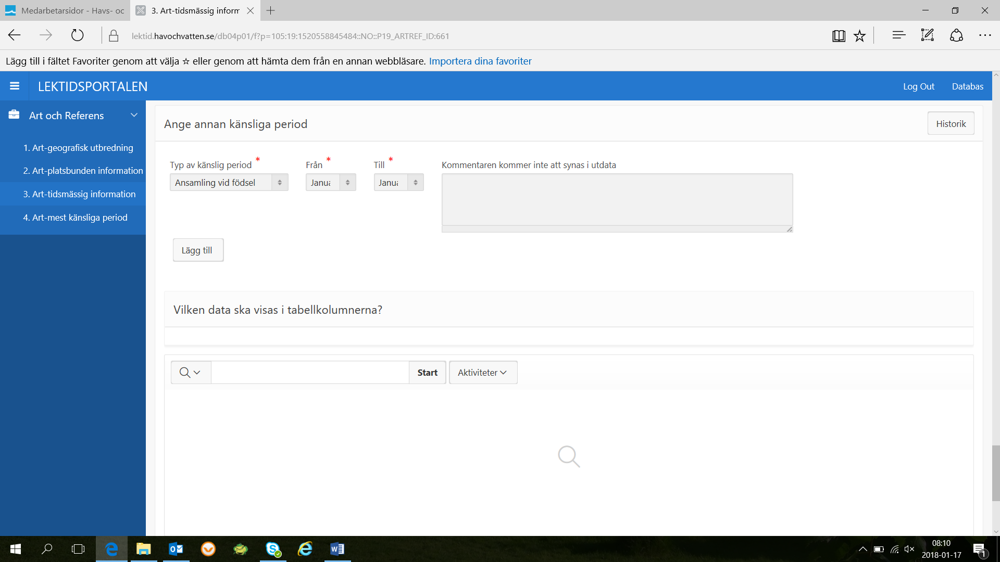 Medarbetarsidor - Havs- oc
3. Art-tidsmässig inform
lektid.havochvatten.se/db04p01/f?p=105:19:1520558845484::NO::P19_ARTREF_ID:661
Lägg till i fältet Favoriter genom att välja ☆ eller genom att hämta dem från en annan webbläsare. Importera dina favoriter
LEKTIDSPORTALEN
Log Out
Databas
Art och Referens
1. Art-geografisk utbredning
2. Art-platsbunden information
3. Art-tidsmässig information
4. Art-mest känsliga period
Ange annan känsliga period
Historik
Typ av känslig period *
Från *
Till *
Kommentaren kommer inte att synas i utdata
Ansamling vid födsel
Janua
Janua
Lägg till
Vilken data ska visas i tabellkolumnerna?
Start
Aktiviteter
08:10
2018-01-17
1